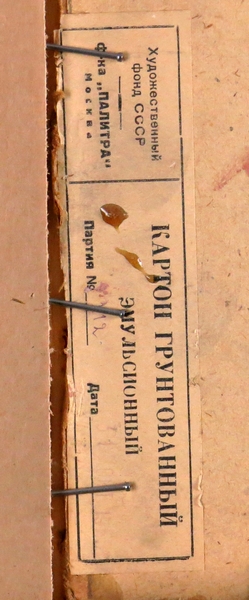 Художественный
фонд СССР
ф-ка „ПАЛИТРА"
Москва
КАРТОН ГРУНТОВАННЫЙ
ЭМУЛЬСИОННЫЙ
Партия №
Дата